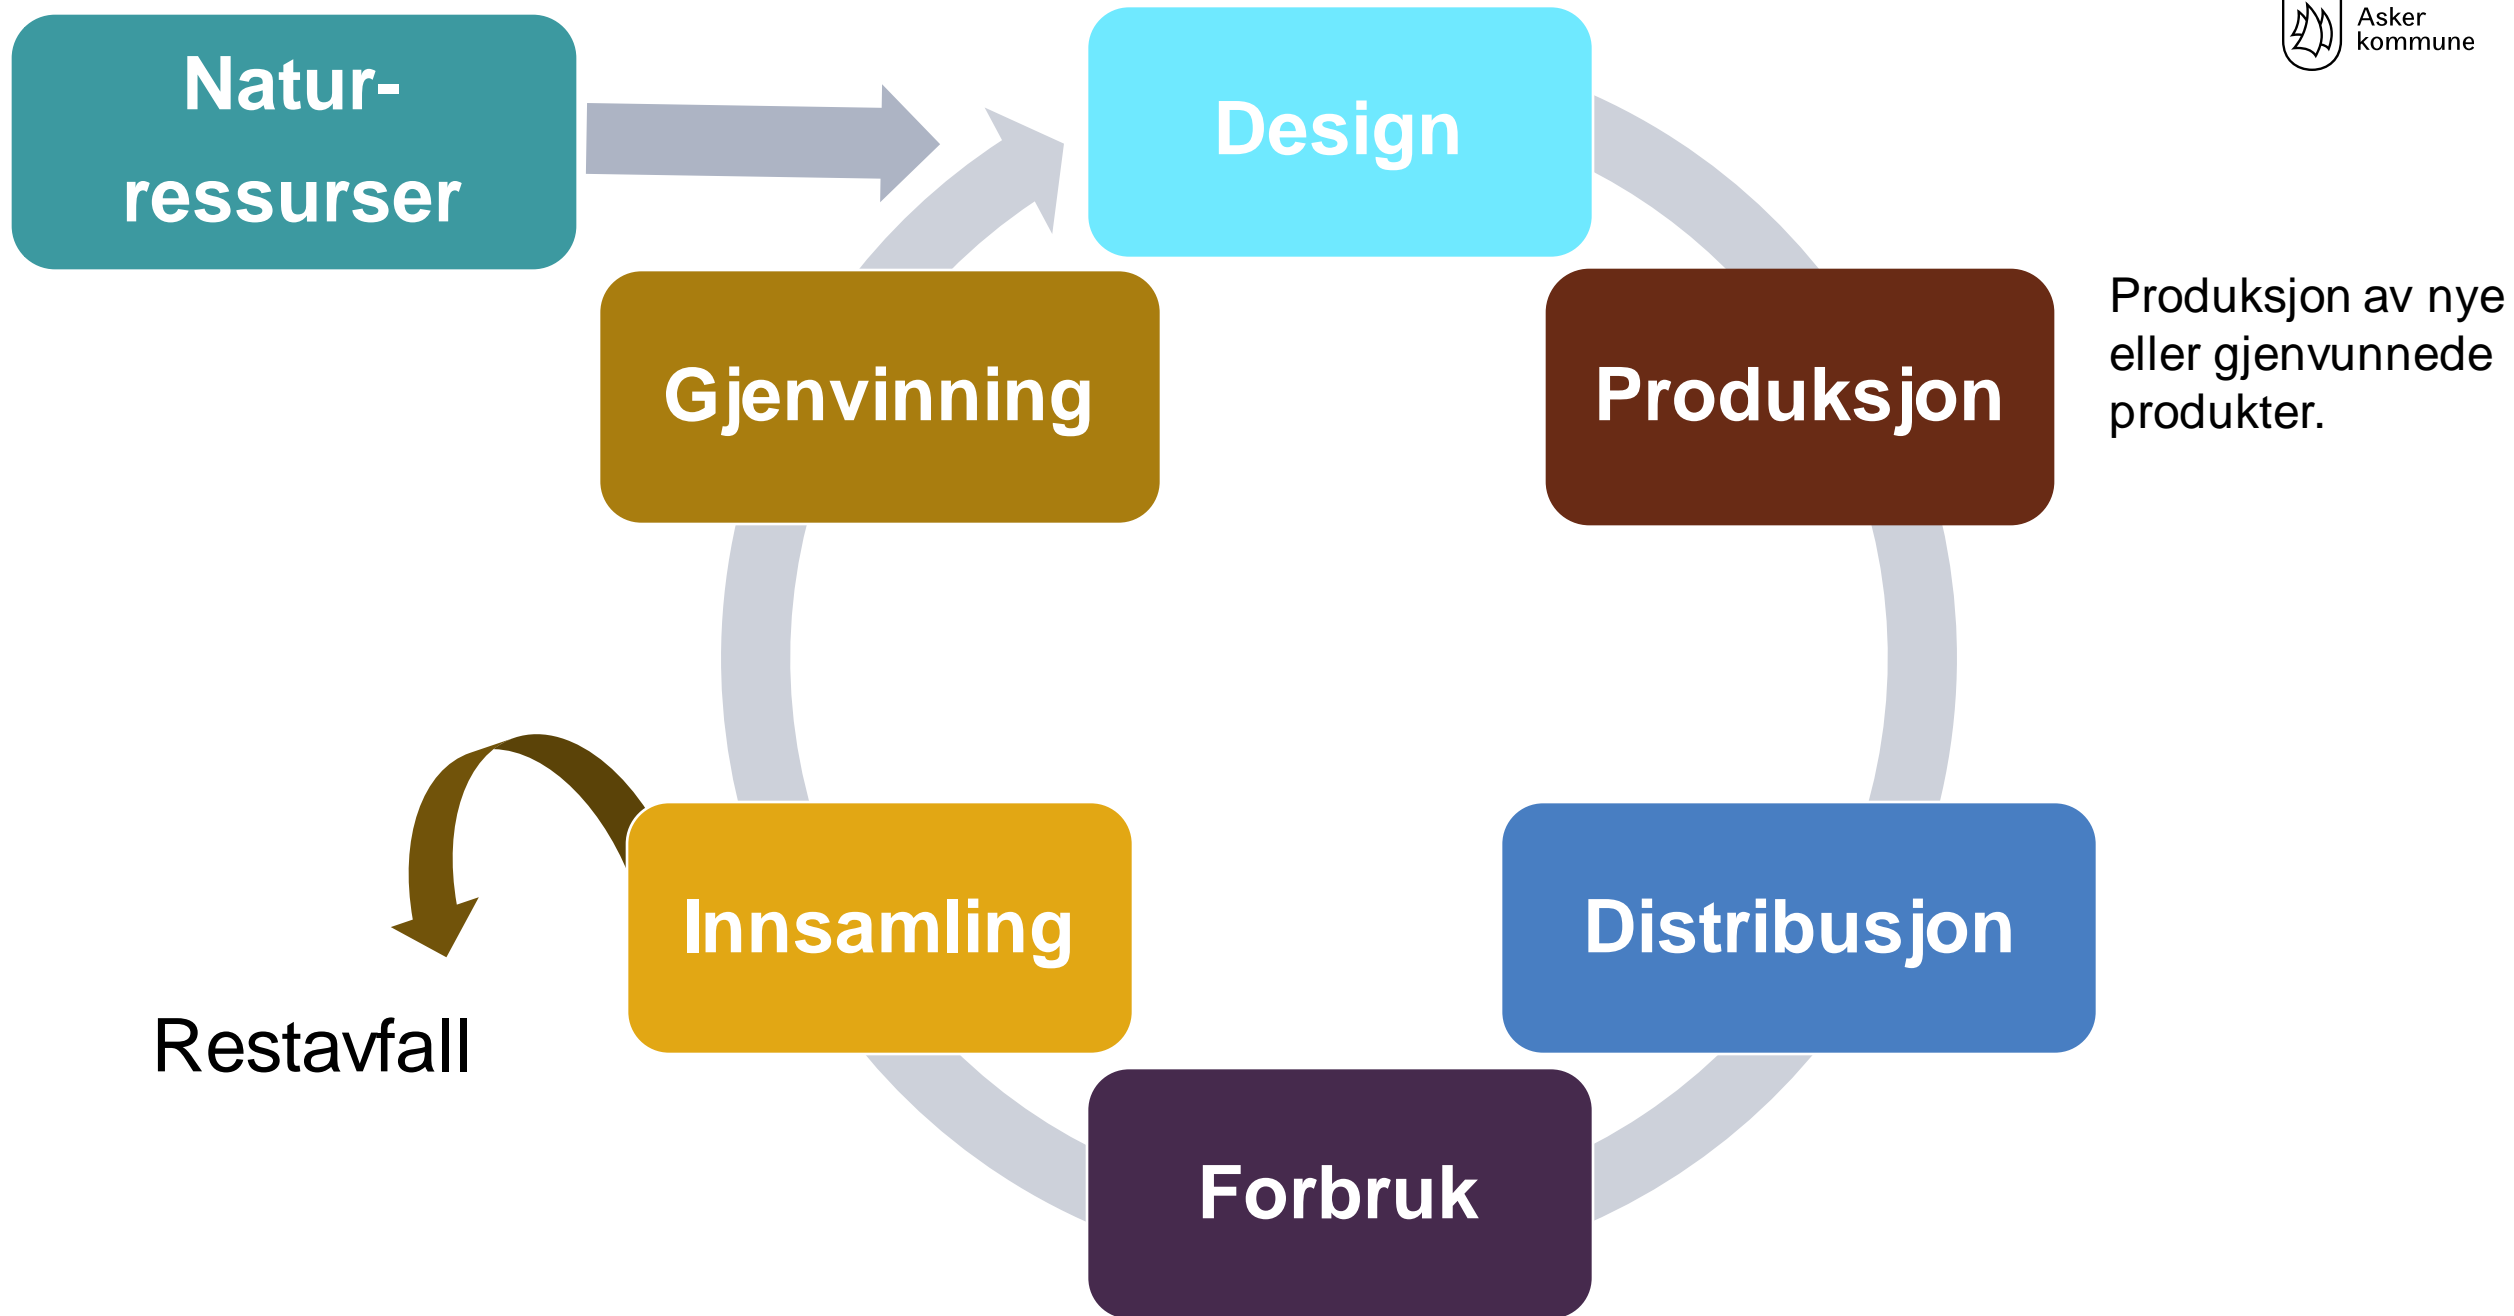 Asker
kommune
Natur-
ressurser
Design
Gjenvinning
Produksjon
Produksjon av nye
eller gjenvunnede
produkter.
Innsamling
Distribusjon
Restavfall
Forbruk